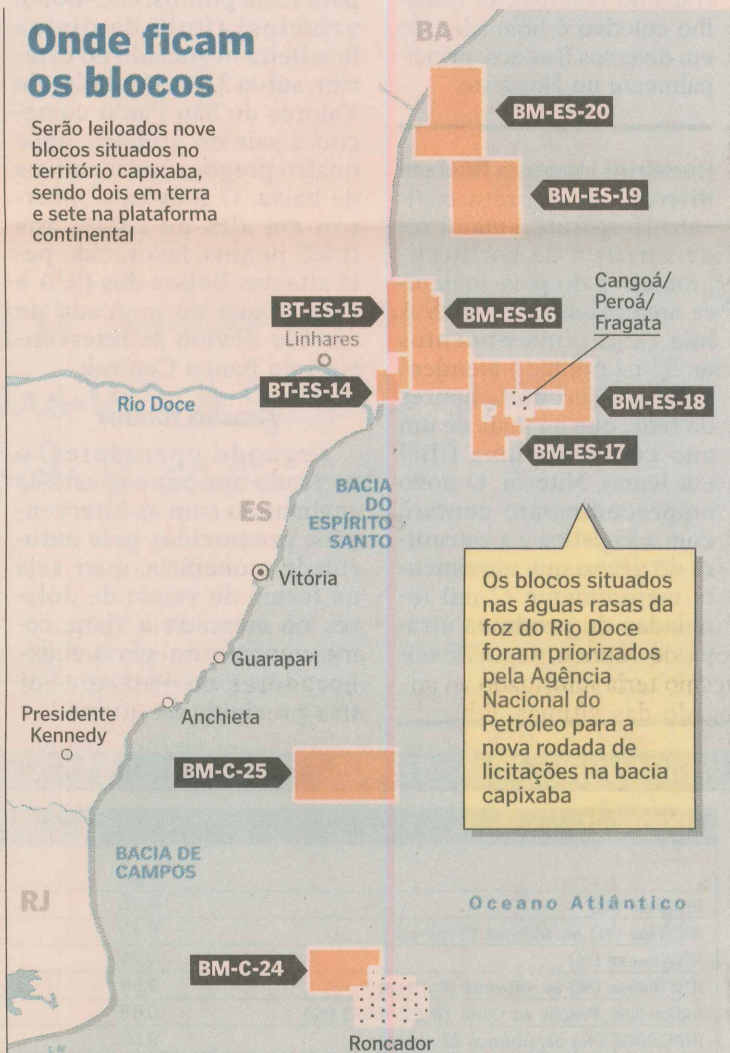 Onde ficam
os blocos
Serão leiloados nove
blocos situados no
território capixaba,
sendo dois em terra
e sete na plataforma
continental
BA
BM-ES-20
BM-ES-19
BT-ES-15
BM-ES-16
Cangoá/
Peroá/
Fragata
Linhares
BT-ES-14
Rio Doce
BM-ES-18
BM-ES-17
BACIA
DO
ESPÍRITO
SANTO
ES
Vitória
Guarapari
Anchieta
Presidente
Kennedy
Os blocos situados
nas águas rasas da
foz do Rio Doce
foram priorizados
pela Agência
Nacional do
Petróleo para a
nova rodada de
licitações na bacia
capixaba
BM-C-25
BACIA DE
CAMPOS
RJ
Oceano Atlântico
BM-C-24
Roncador